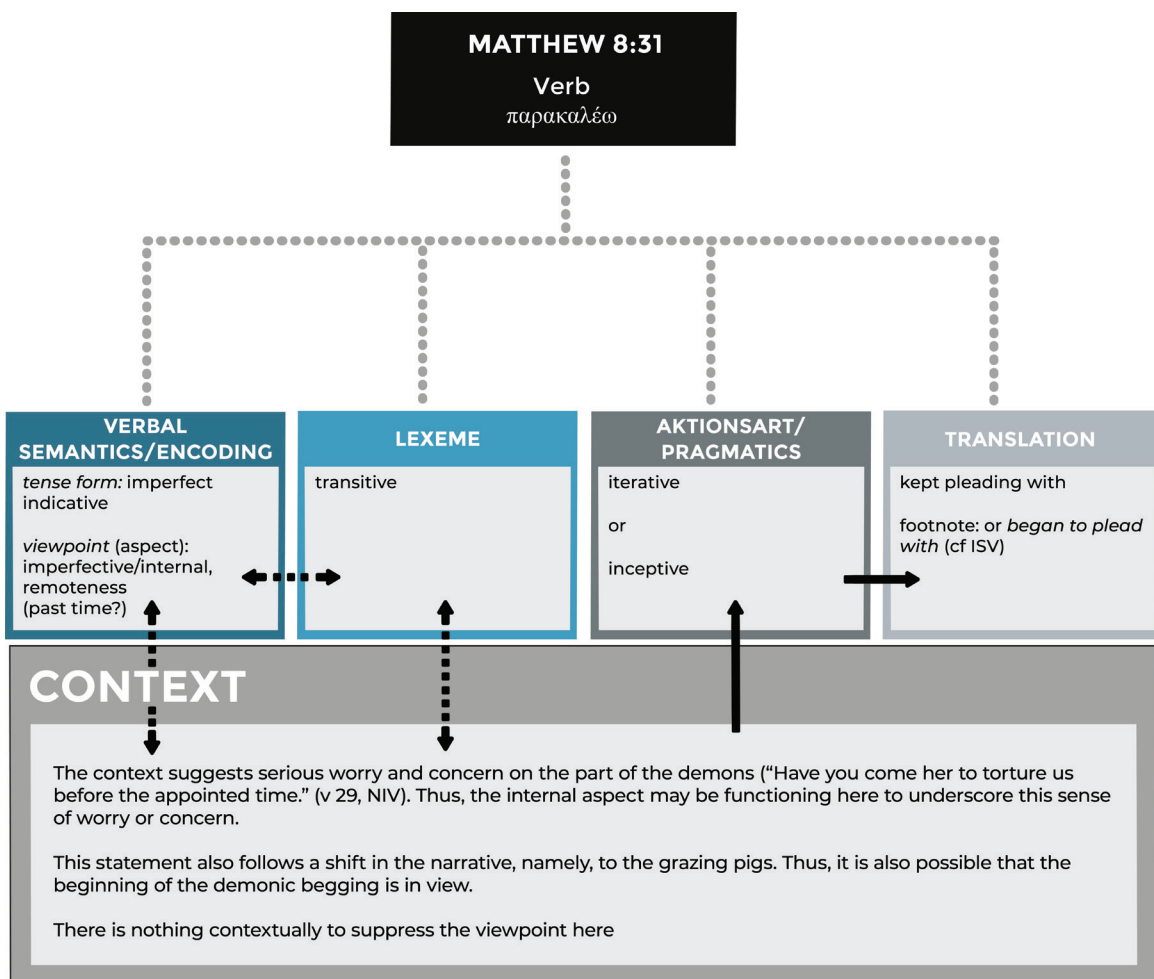 MATTHEW 8:31
Verb
παρακαλέω
VERBAL
SEMANTICS/ENCODING
tense form: imperfect
indicative
viewpoint (aspect):
imperfective/internal,
remoteness
(past time?)
LEXEME
transitive
AKTIONSART/
PRAGMATICS
iterative
or
inceptive
TRANSLATION
kept pleading with
footnote: or began to plead
with (cf ISV)
CONTEXT
The context suggests serious worry and concern on the part of the demons (“Have you come her to torture us
before the appointed time.” (v 29, NIV). Thus, the internal aspect may be functioning here to underscore this sense
of worry or concern.
This statement also follows a shift in the narrative, namely, to the grazing pigs. Thus, it is also possible that the
beginning of the demonic begging is in view.
There is nothing contextually to suppress the viewpoint here